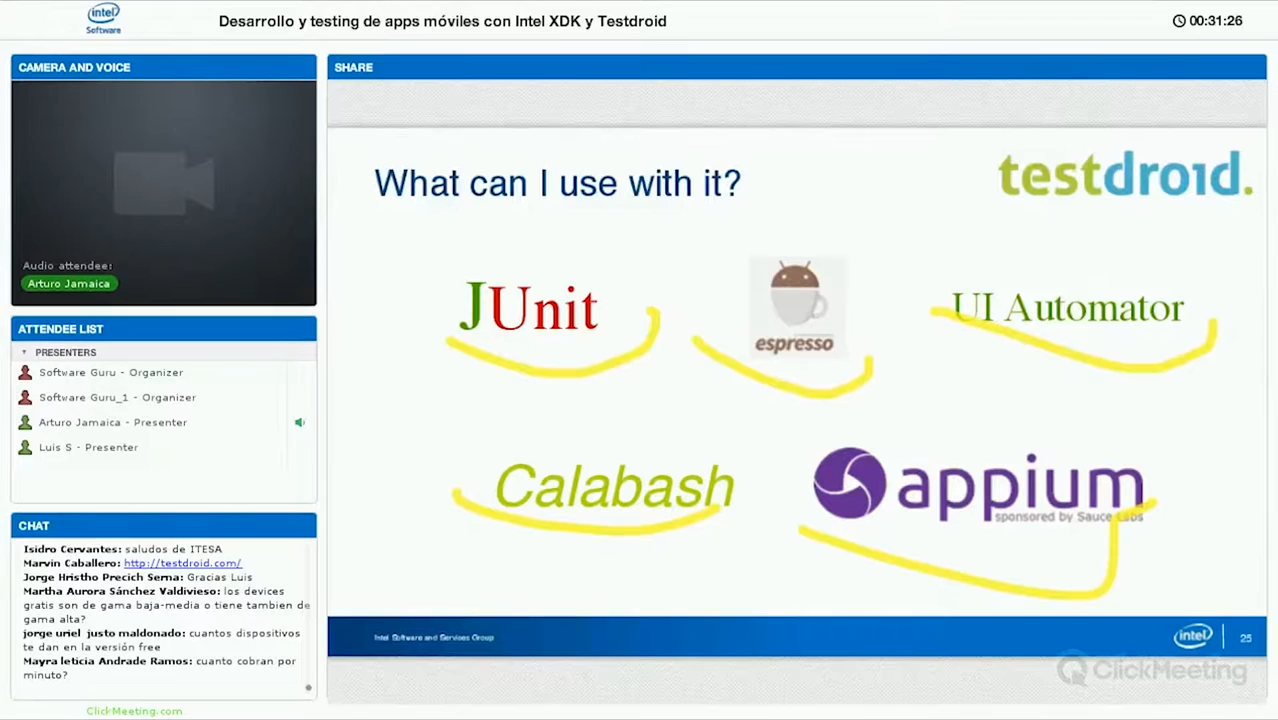 intel
Software
Desarrollo y testing de apps móviles con Intel XDK y Testdroid
00:31:26
CAMERA AND VOICE
Audio attendee:
Arturo Jamaica
ATTENDEE LIST
PRESENTERS
Software Guru - Organizer
Software Guru_1 - Organizer
Arturo Jamaica - Presenter
Luis S - Presenter
CHAT
Isidro Cervantes: saludos de ITESA
Marvin Caballero: http://testdroid.com/
Jorge Hristho Precich Serna: Gracias Luis
Martha Aurora Sánchez Valdivieso: los devices
gratis son de gama baja-media o tiene tambien de
gama alta?
jorge uriel justo maldonado: cuantos dispositivos
te dan en la versión free
Mayra leticia Andrade Ramos: cuanto cobran por
minuto?
ClickMeeting.com
SHARE
What can I use with it?
testdroid.
JUnit
espresso
UI Automator
Calabash
appium
sponsored by Sauce Labs
Intel Software and Services Group
intel
25
ClickMeeting